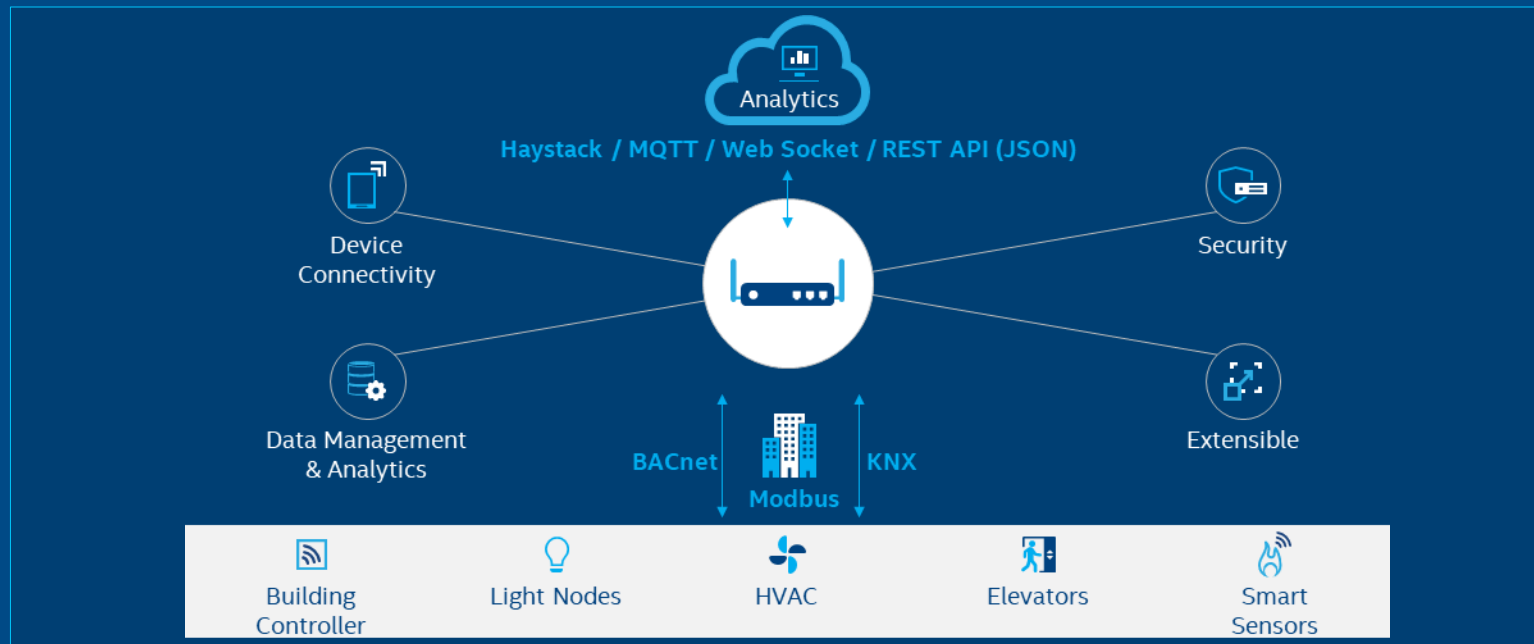 Analytics
Haystack / MQTT / Web Socket / REST API (JSON)
Device
Connectivity
Security
Data Management
& Analytics
Extensible
BACnet
KNX
Modbus
Building
Controller
Light Nodes
HVAC
Elevators
Smart
Sensors